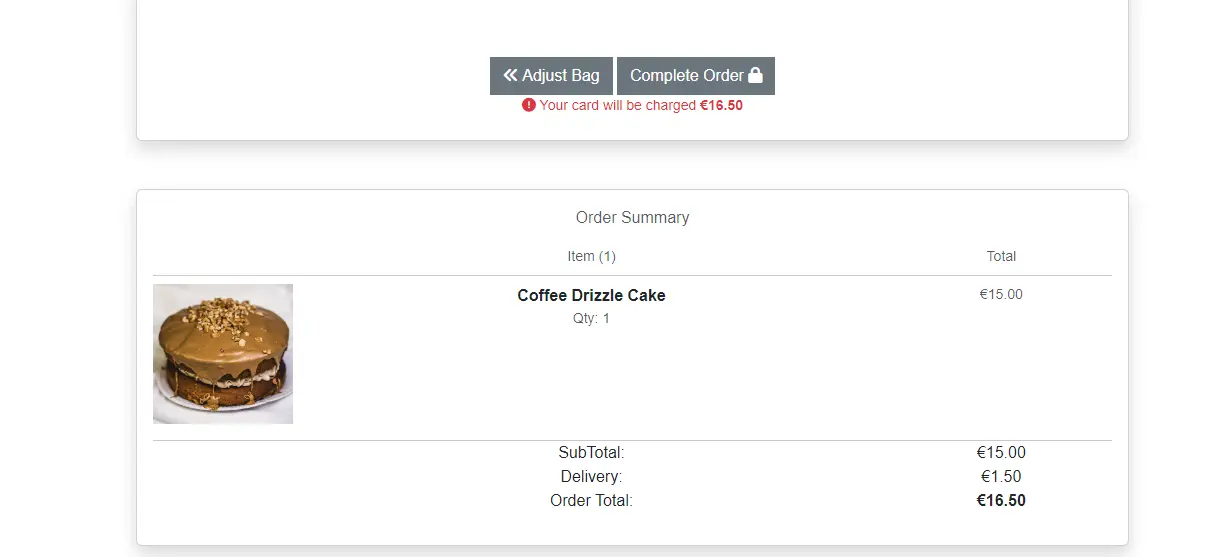 Adjust Bag Complete Order
Your card will be charged €16.50
Order Summary
Item (1) Total
Coffee Drizzle Cake €15.00
Qty: 1
SubTotal: €15.00
Delivery: €1.50
Order Total: €16.50